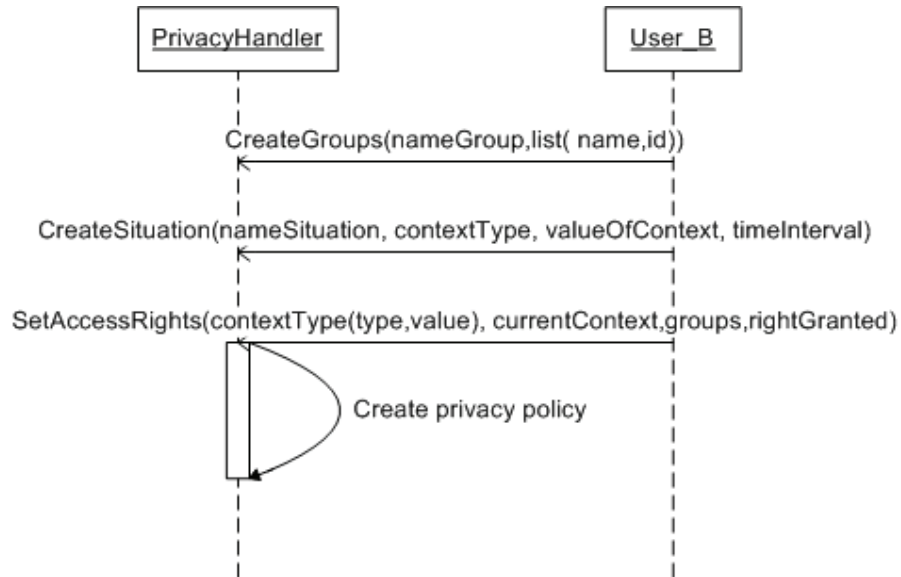 PrivacyHandler
User_B
CreateGroups(nameGroup,list( name,id))
CreateSituation(nameSituation, contextType, valueOfContext, timeInterval)
SetAccessRights(contextType(type,value), currentContext,groups,rightGranted)
Create privacy policy